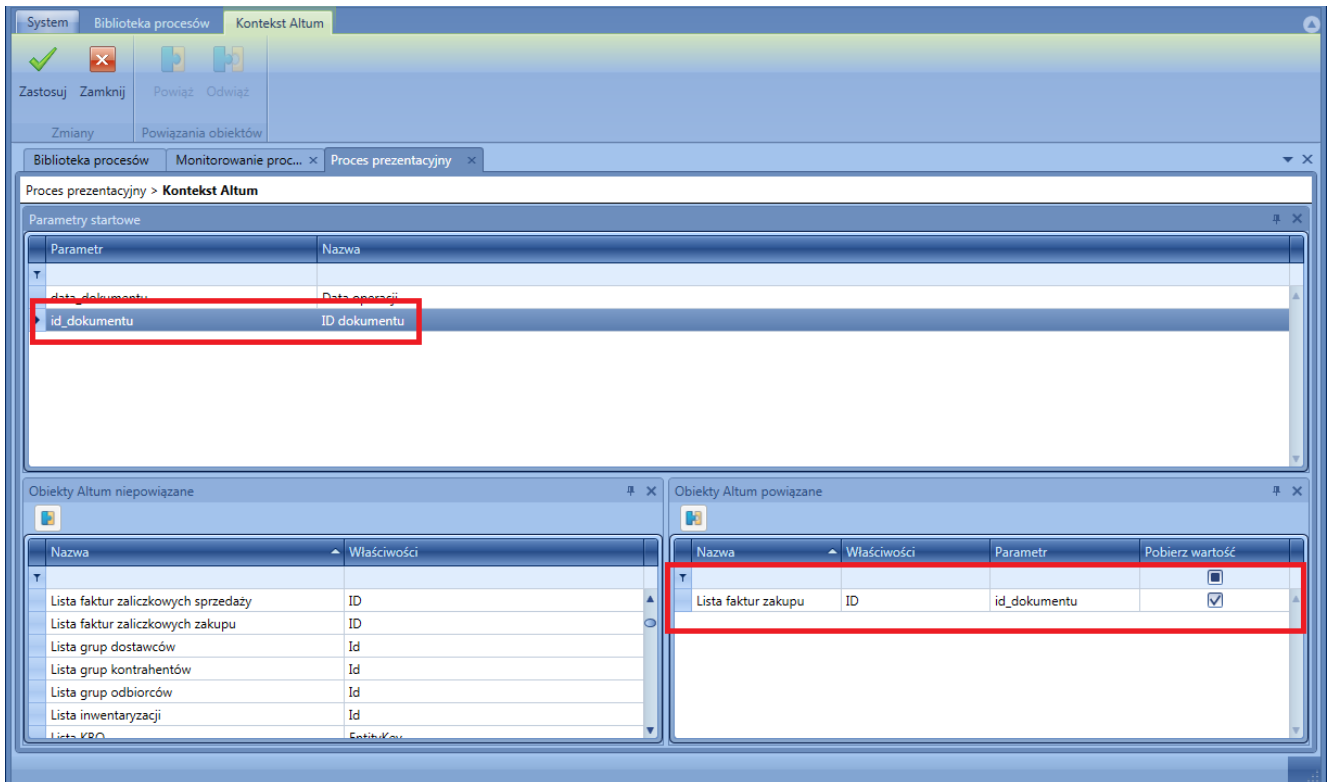 System Biblioteka procesów Kontekst Altum
Zastosuj Zamknij Powiąż Odwiąż
Zmiany Powiązania obiektów
Biblioteka procesów Monitorowanie proc... Proces prezentacyjny
Proces prezentacyjny > Kontekst Altum
Parametry startowe
Parametr Nazwa
data_dokumentu Data operacji
id_dokumentu ID dokumentu
Obiekty Altum niepowiązane
Nazwa Właściwości
Lista faktur zaliczkowych sprzedaży ID
Lista faktur zaliczkowych zakupu ID
Lista grup dostawców Id
Lista grup kontrahentów Id
Lista grup odbiorców Id
Lista inwentaryzacji Id
Lista KBO EntityKey
Obiekty Altum powiązane
Nazwa Właściwości Parametr Pobierz wartość
Lista faktur zakupu ID id_dokumentu